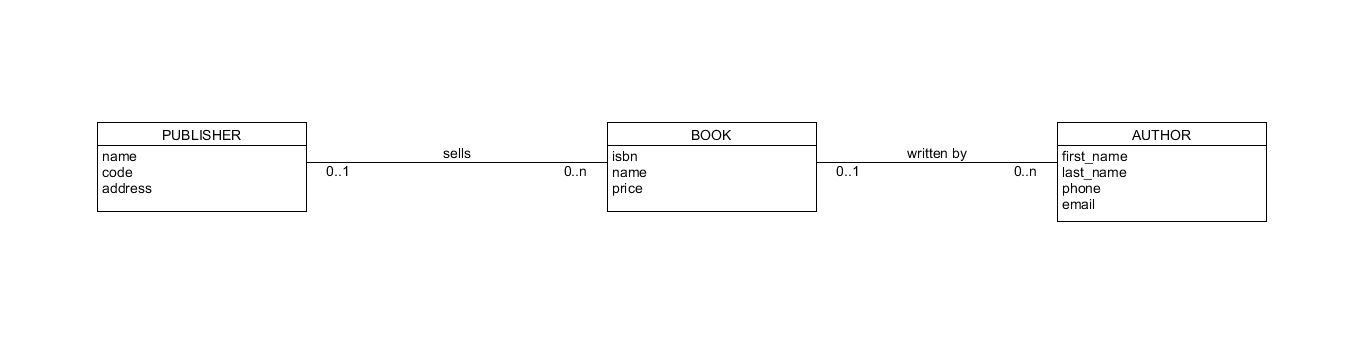 PUBLISHER
name
code
address
sells
0..1
0..n
BOOK
isbn
name
price
written by
0..1
0..n
AUTHOR
first_name
last_name
phone
email